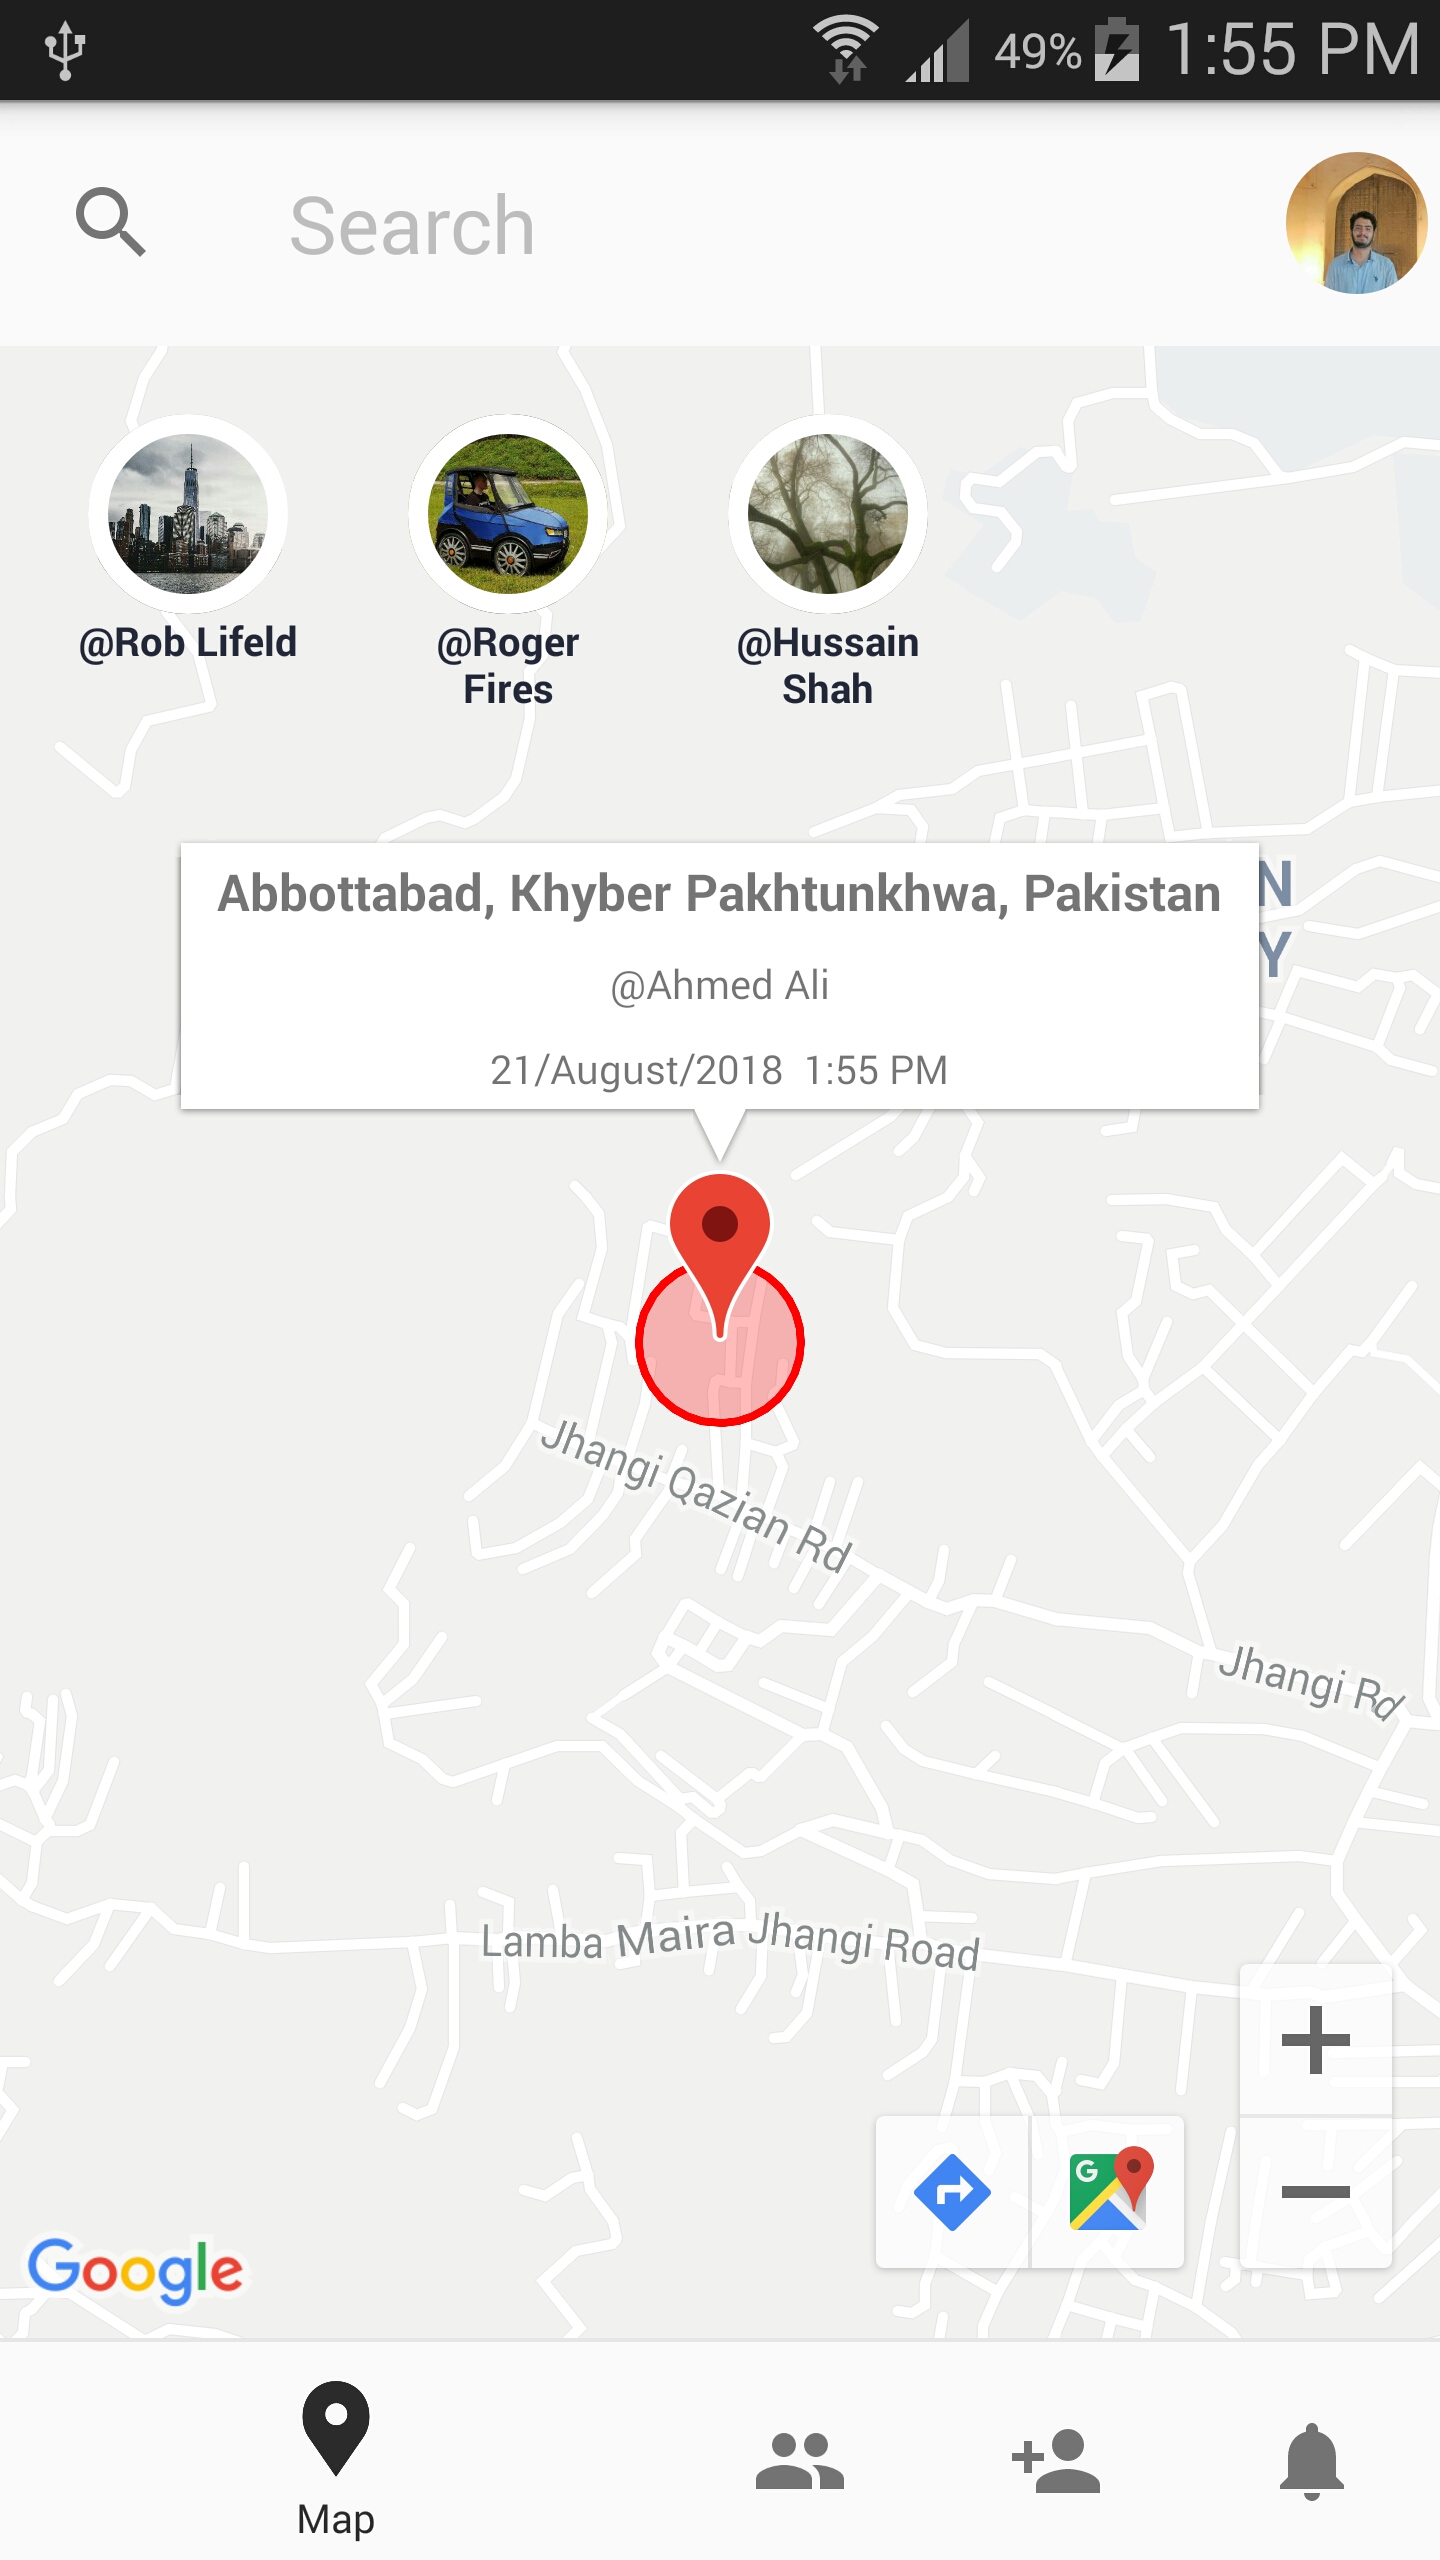 49% 1:55 PM
Search
@Rob Lifeld
@Roger
Fires
@Hussain
Shah
Abbottabad, Khyber Pakhtunkhwa, Pakistan
@Ahmed Ali
21/August/2018 1:55 PM
N
Y
Jhangi Qazian Rd
Jhangi Rd
Lamba Maira Jhangi Road
G
Google
Map